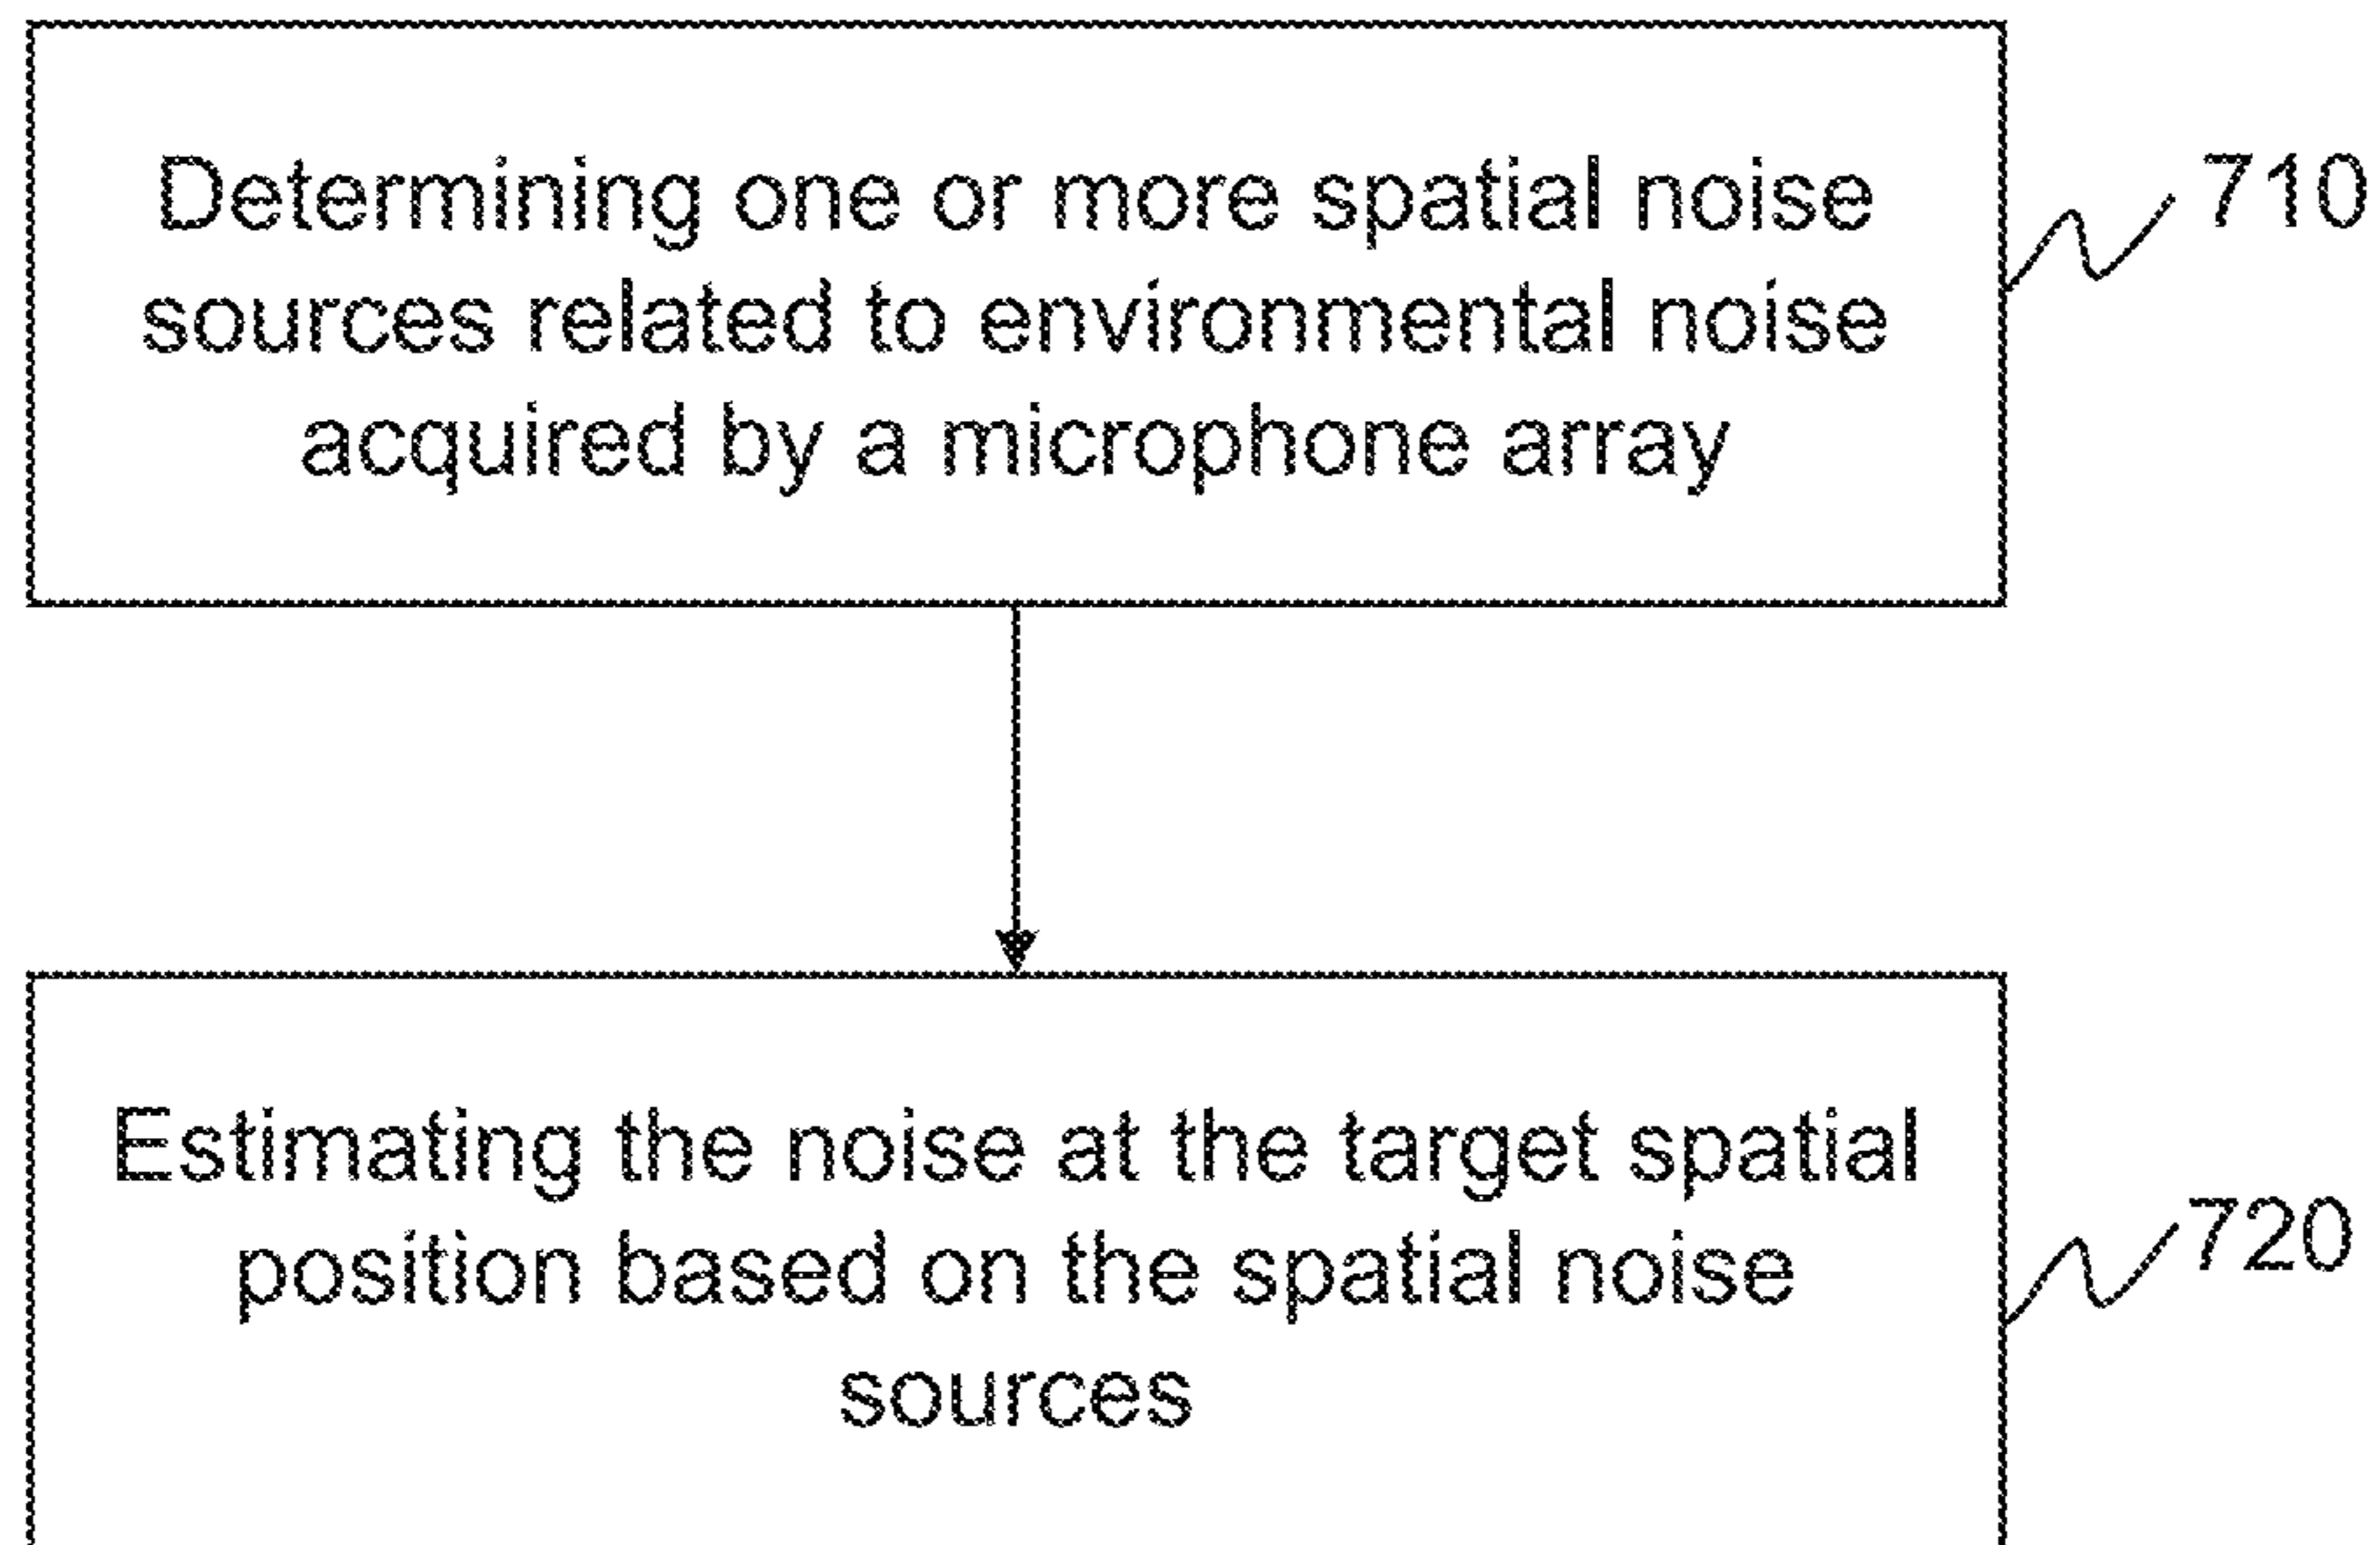 Determining one or more spatial noise
sources related to environmental noise
acquired by a microphone array
710
Estimating the noise at the target spatial
position based on the spatial noise
sources
720